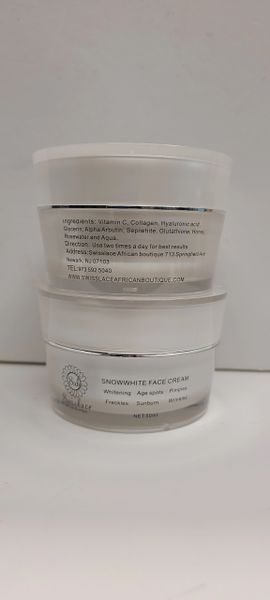 Ingredients: Vitamin C, Collagen, Hyaluronic acid
Glycerin, Alpha Arbutin, Sepiwhite, Glutathione, Honey,
Rosewater and Aqua.
Direction: Use two times a day for best results
Address: Swisslace African boutique 713 Springfield Ave
Newark, NJ 07103
TEL:973 592 5040
WWW.SWISSLACEAFRICANBOUTIQUE.COM
SNOWWHITE FACE CREAM
Whitening Age spots Pimples
Freckles Sunburn Wrinkles
NET:50ml